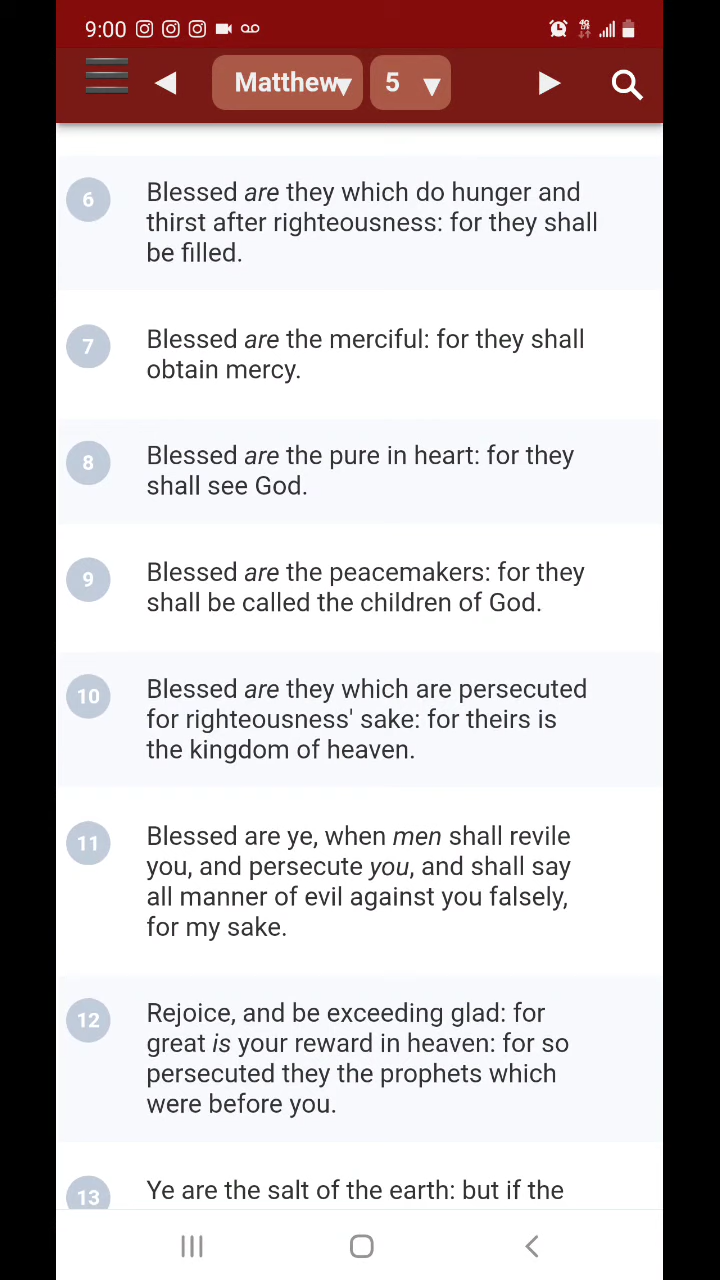 9:00
Matthew 5
6
Blessed are they which do hunger and
thirst after righteousness: for they shall
be filled.
7
Blessed are the merciful: for they shall
obtain mercy.
8
Blessed are the pure in heart: for they
shall see God.
9
Blessed are the peacemakers: for they
shall be called the children of God.
10
Blessed are they which are persecuted
for righteousness' sake: for theirs is
the kingdom of heaven.
11
Blessed are ye, when men shall revile
you, and persecute you, and shall say
all manner of evil against you falsely,
for my sake.
12
Rejoice, and be exceeding glad: for
great is your reward in heaven: for so
persecuted they the prophets which
were before you.
13
Ye are the salt of the earth: but if the